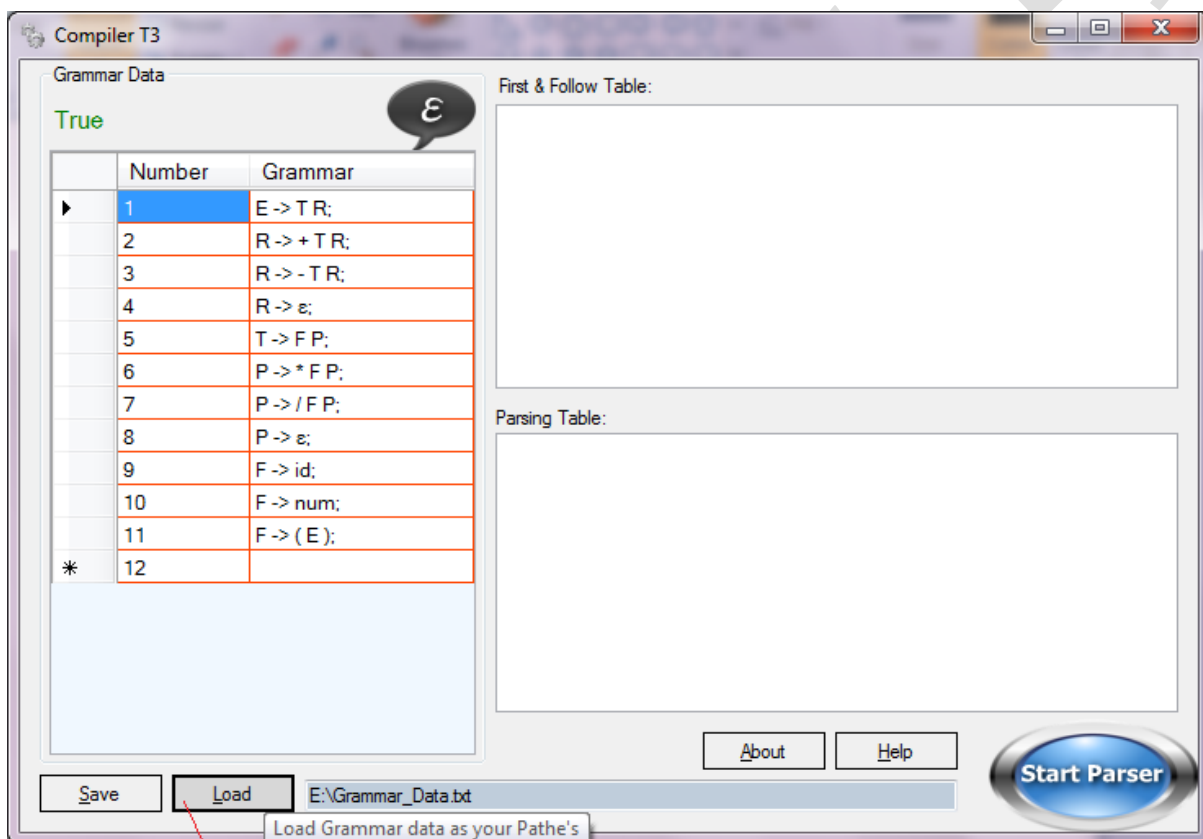 Compiler T3
Grammar Data
True
ε
Number Grammar
1 E -> T R;
2 R -> + T R;
3 R -> - T R;
4 R -> ε;
5 T -> F P;
6 P -> * F P;
7 P -> / F P;
8 P -> ε;
9 F -> id;
10 F -> num;
11 F -> ( E );
12
First & Follow Table:
Parsing Table:
About Help
Start Parser
Save Load E:\Grammar_Data.txt
Load Grammar data as your Pathe's